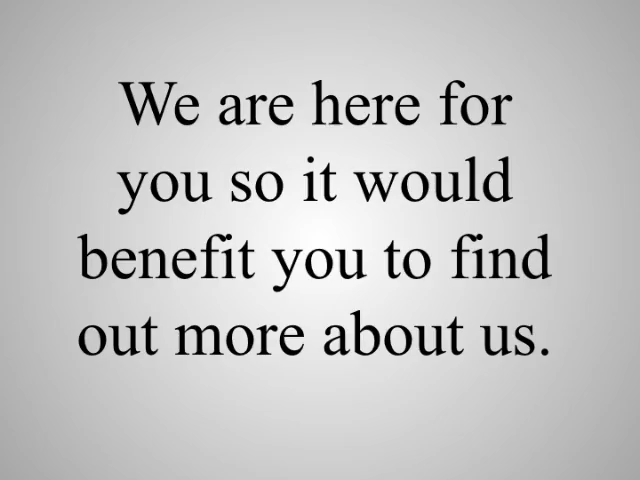 We are here for
you so it would
benefit you to find
out more about us.